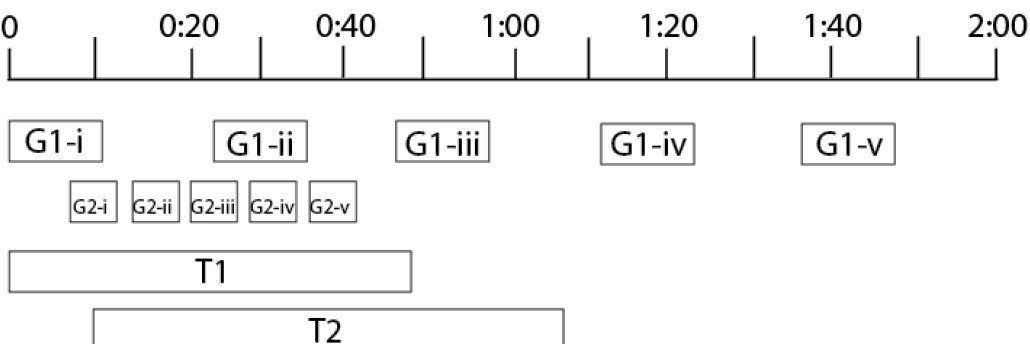 0 0:20 0:40 1:00 1:20 1:40 2:00
G1-i G1-ii G1-iii G1-iv G1-v
G2-i G2-ii G2-iii G2-iv G2-v
T1
T2